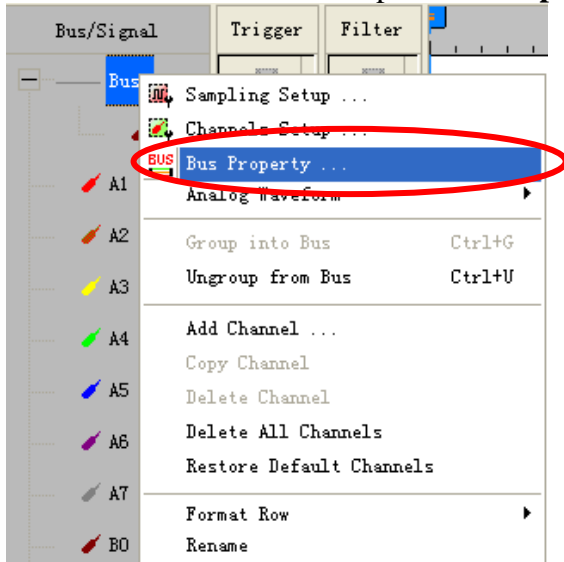 Bus/Signal Trigger Filter
Bus
Sampling Setup ...
Channels Setup ...
BUS Bus Property ...
A1 Analog Waveform
A2 Group into Bus Ctrl+G
Ungroup from Bus Ctrl+U
A3
A4 Add Channel ...
Copy Channel
A5 Delete Channel
A6 Delete All Channels
Restore Default Channels
A7
Format Row
B0 Rename